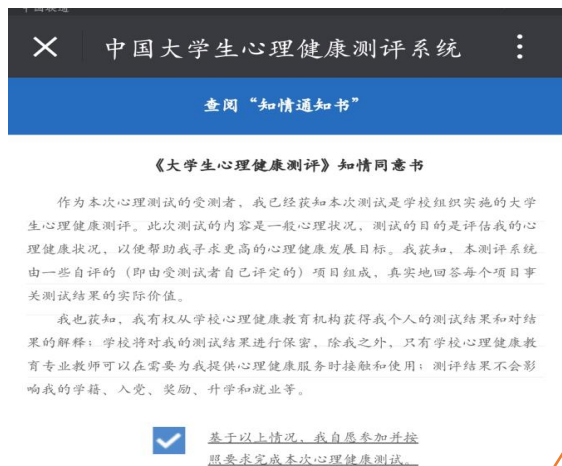 中国联通
中国大学生心理健康测评系统
查阅“知情通知书”
《大学生心理健康测评》知情同意书
作为本次心理测试的受测者，我已经获知本次测试是学校组织实施的大学
生心理健康测评。此次测试的内容是一般心理状况，测试的目的是评估我的心
理健康状况，以便帮助我寻求更高的心理健康发展目标。我获知，本测评系统
由一些自评的（即由受测试者自己评定的）项目组成，真实地回答每个项目事
关测试结果的实际价值。
我也获知，我有权从学校心理健康教育机构获得我个人的测试结果和对结
果的解释；学校将对我的测试结果进行保密，除我之外，只有学校心理健康教
育专业教师可以在需要为我提供心理健康服务时接触和使用；测评结果不会影
响我的学籍、入党、奖励、升学和就业等。
基于以上情况，我自愿参加并按
照要求完成本次心理健康测试。